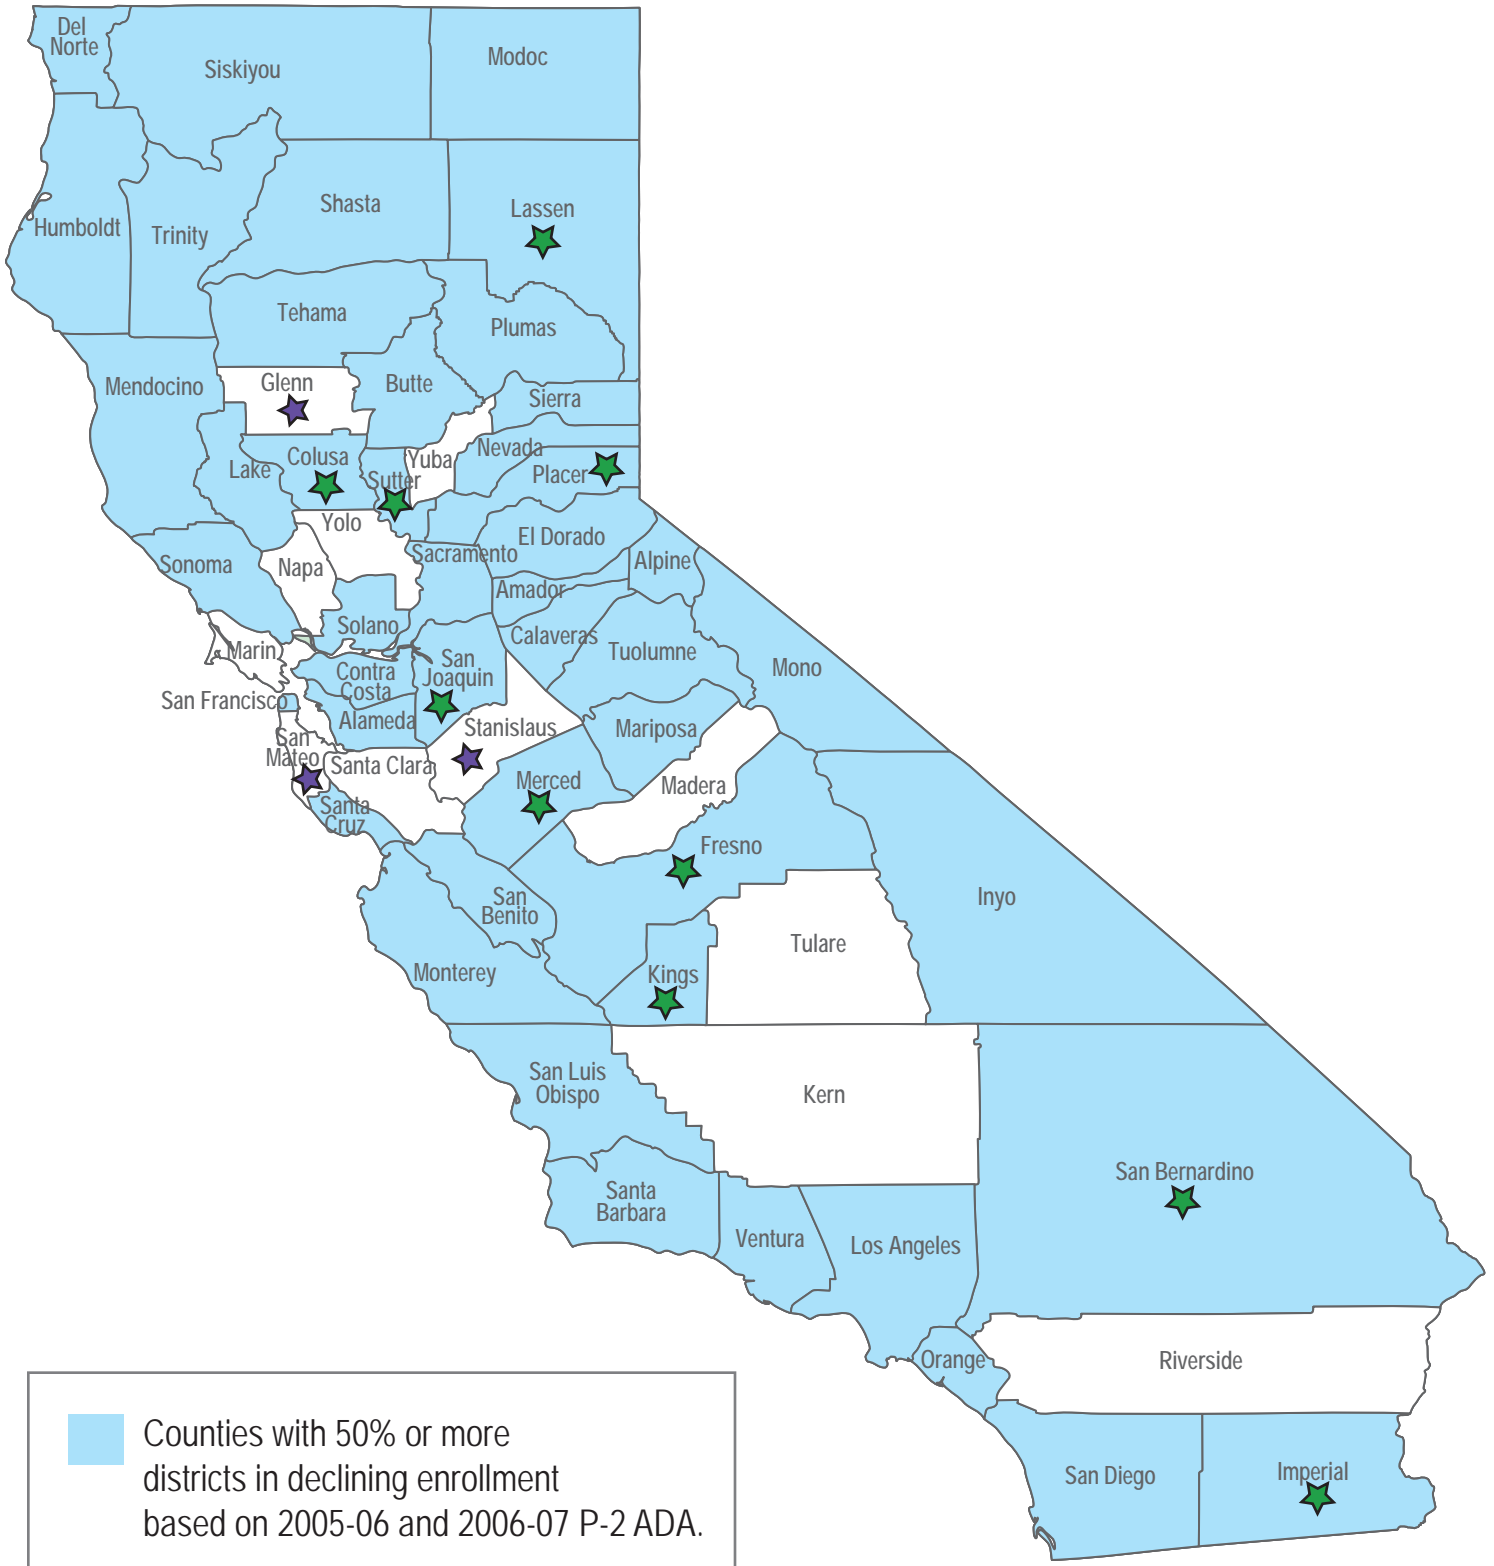 Del
Norte
Siskiyou
Modoc
Humboldt
Trinity
Shasta
Lassen
Tehama
Plumas
Mendocino
Glenn
Butte
Sierra
Lake
Colusa
Sutter
Yuba
Nevada
Placer
Yolo
Sonoma
Napa
Sacramento
El Dorado
Alpine
Amador
Solano
Calaveras
Tuolumne
Mono
Marin
Contra
Costa
San
Joaquin
San Francisco
Alameda
Stanislaus
Mariposa
San
Mateo
Santa Clara
Merced
Madera
Santa
Cruz
Fresno
San
Benito
Inyo
Tulare
Monterey
Kings
San Luis
Obispo
Kern
San Bernardino
Santa
Barbara
Ventura
Los Angeles
Orange
Riverside
San Diego
Imperial
Counties with 50% or more
districts in declining enrollment
based on 2005-06 and 2006-07 P-2 ADA.